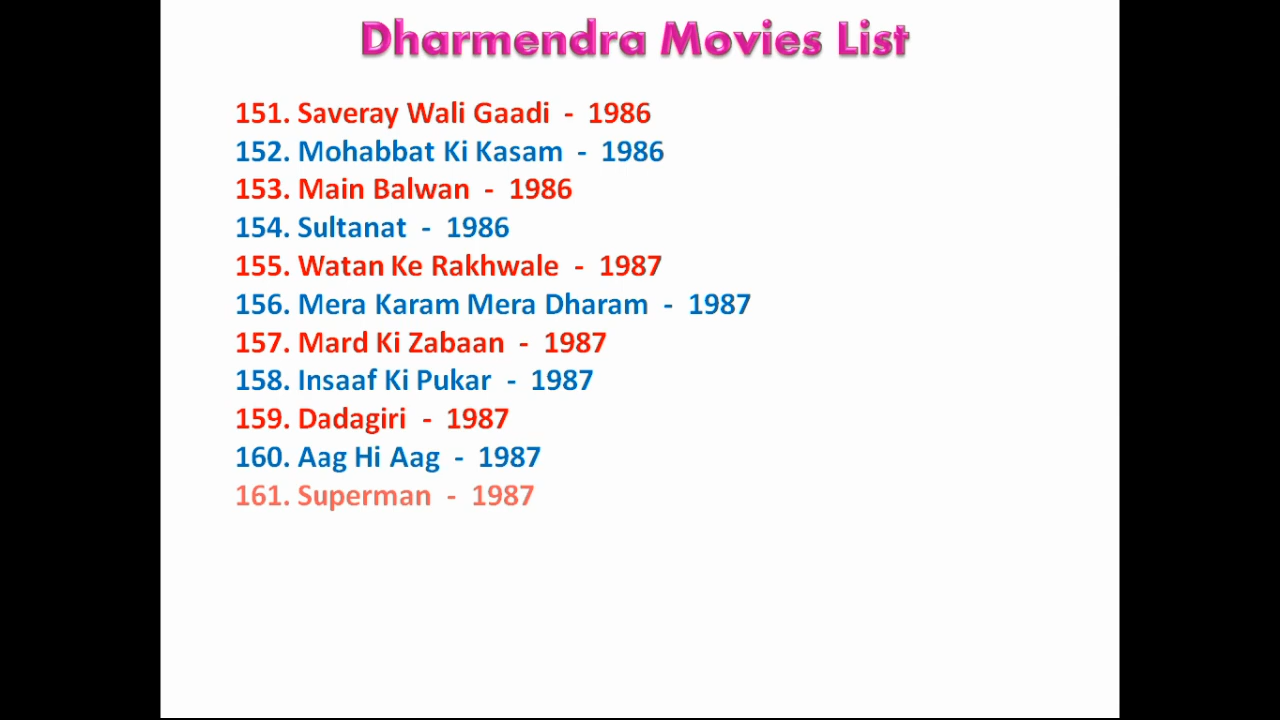 Dharmendra Movies List
151. Saveray Wali Gaadi - 1986
152. Mohabbat Ki Kasam - 1986
153. Main Balwan - 1986
154. Sultanat - 1986
155. Watan Ke Rakhwale - 1987
156. Mera Karam Mera Dharam - 1987
157. Mard Ki Zabaan - 1987
158. Insaaf Ki Pukar - 1987
159. Dadagiri - 1987
160. Aag Hi Aag - 1987
161. Superman - 1987